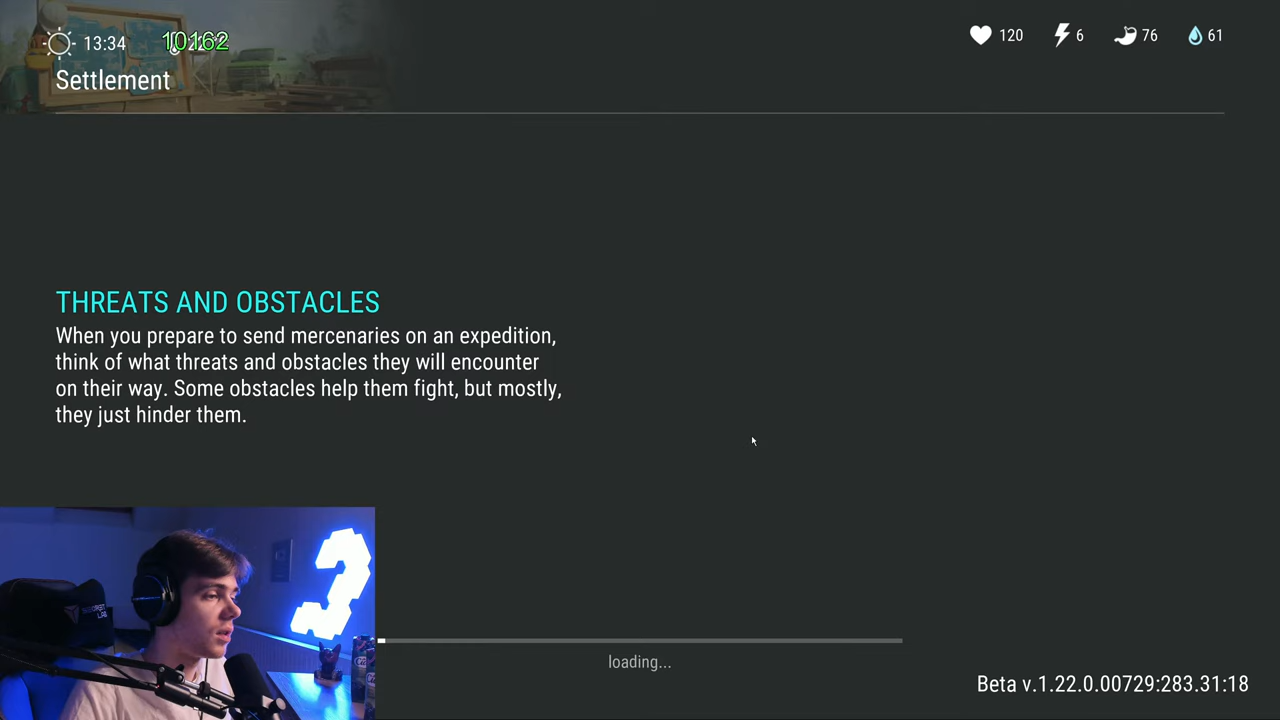 13:34
10162
120
6
76
61
Settlement
THREATS AND OBSTACLES
When you prepare to send mercenaries on an expedition,
think of what threats and obstacles they will encounter
on their way. Some obstacles help them fight, but mostly,
they just hinder them.
loading...
Beta v.1.22.0.00729:283.31:18